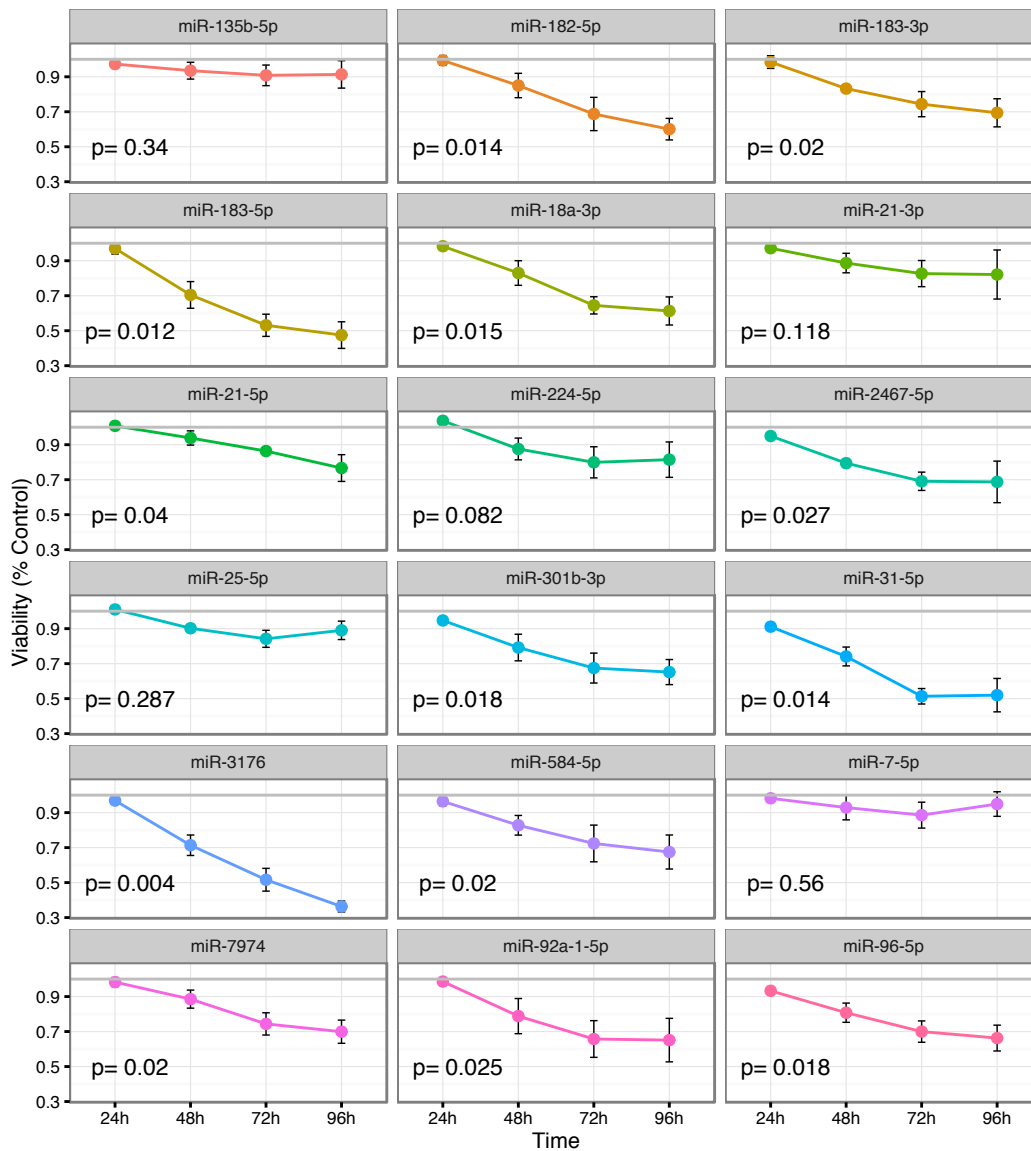 miR-135b-5p miR-182-5p miR-183-3p
0.9
0.7
0.5
0.3
p= 0.34 p= 0.014 p= 0.02
miR-183-5p miR-18a-3p miR-21-3p
0.9
0.7
0.5
0.3
p= 0.012 p= 0.015 p= 0.118
miR-21-5p miR-224-5p miR-2467-5p
0.9
0.7
0.5
0.3
p= 0.04 p= 0.082 p= 0.027
Viability (% Control)
miR-25-5p miR-301b-3p miR-31-5p
0.9
0.7
0.5
0.3
p= 0.287 p= 0.018 p= 0.014
miR-3176 miR-584-5p miR-7-5p
0.9
0.7
0.5
0.3
p= 0.004 p= 0.02 p= 0.56
miR-7974 miR-92a-1-5p miR-96-5p
0.9
0.7
0.5
0.3
p= 0.02 p= 0.025 p= 0.018
24h 48h 72h 96h 24h 48h 72h 96h 24h 48h 72h 96h
Time